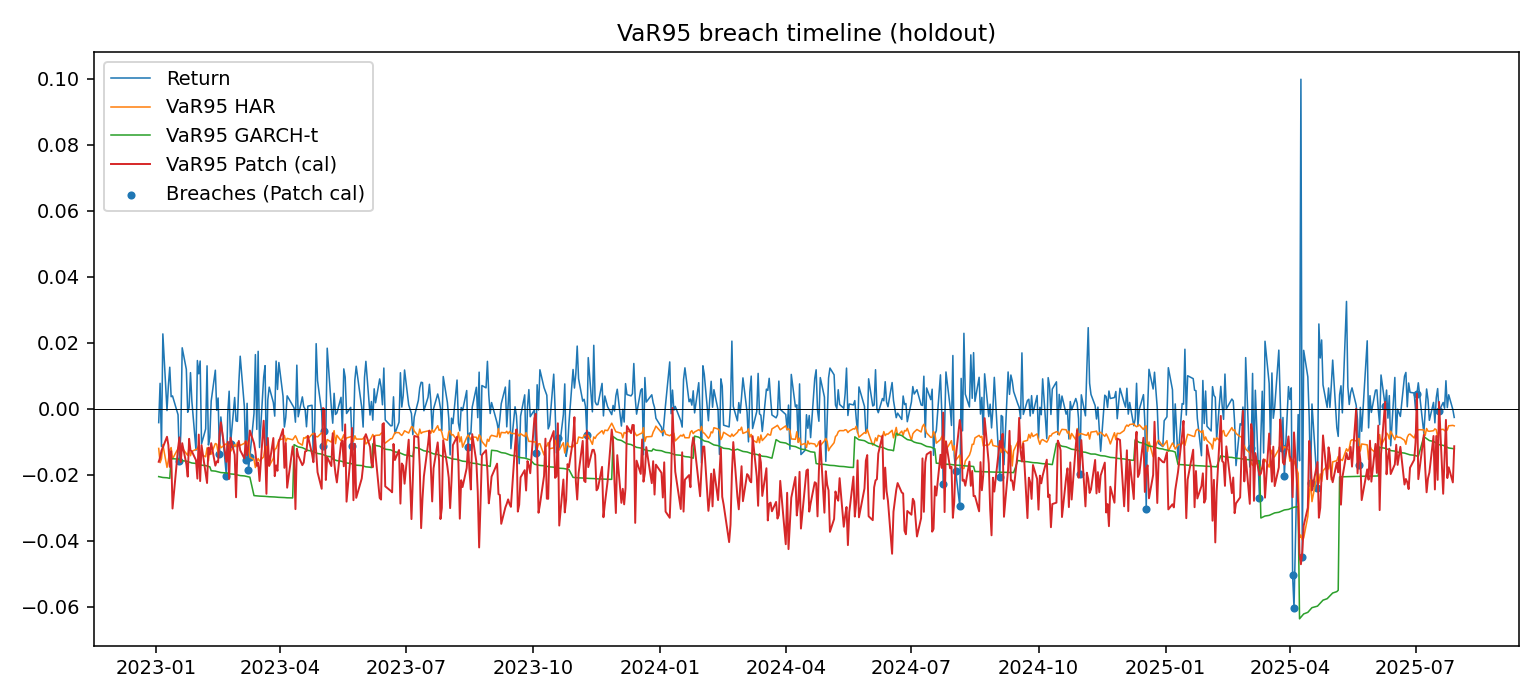 VaR95 breach timeline (holdout)
Return
VaR95 HAR
VaR95 GARCH-t
VaR95 Patch (cal)
Breaches (Patch cal)
0.10
0.08
0.06
0.04
0.02
0.00
−0.02
−0.04
−0.06
2023-01 2023-04 2023-07 2023-10 2024-01 2024-04 2024-07 2024-10 2025-01 2025-04 2025-07